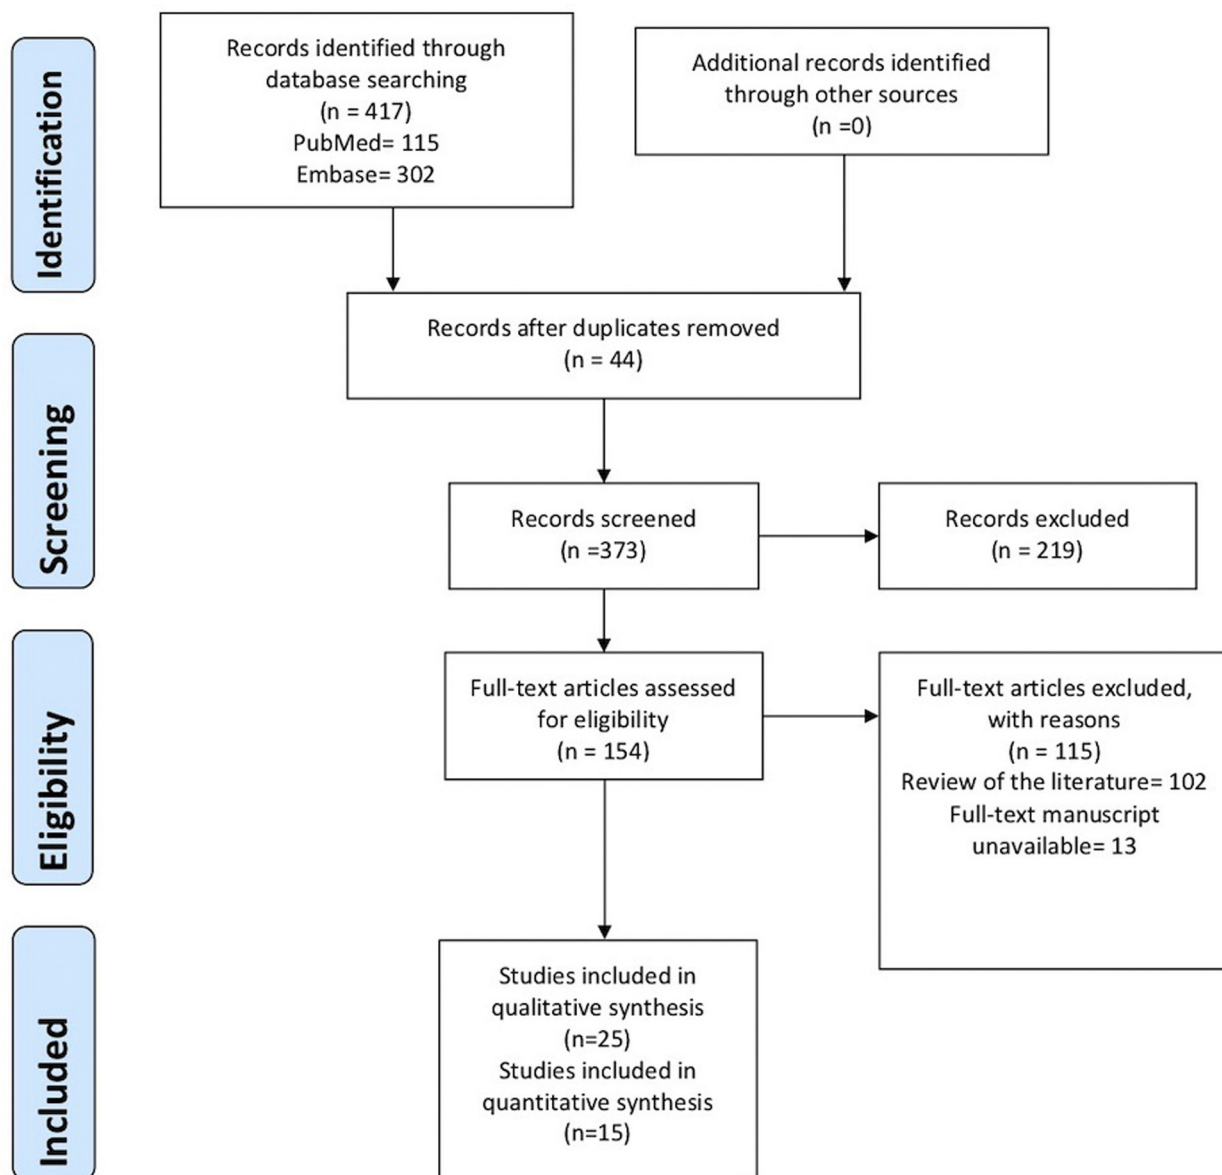 Identification
Records identified through
database searching
(n = 417)
PubMed= 115
Embase= 302
Additional records identified
through other sources
(n =0)
Records after duplicates removed
(n = 44)
Screening
Records screened
(n =373)
Records excluded
(n = 219)
Eligibility
Full-text articles assessed
for eligibility
(n = 154)
Full-text articles excluded,
with reasons
(n = 115)
Review of the literature= 102
Full-text manuscript
unavailable= 13
Included
Studies included in
qualitative synthesis
(n=25)
Studies included in
quantitative synthesis
(n=15)